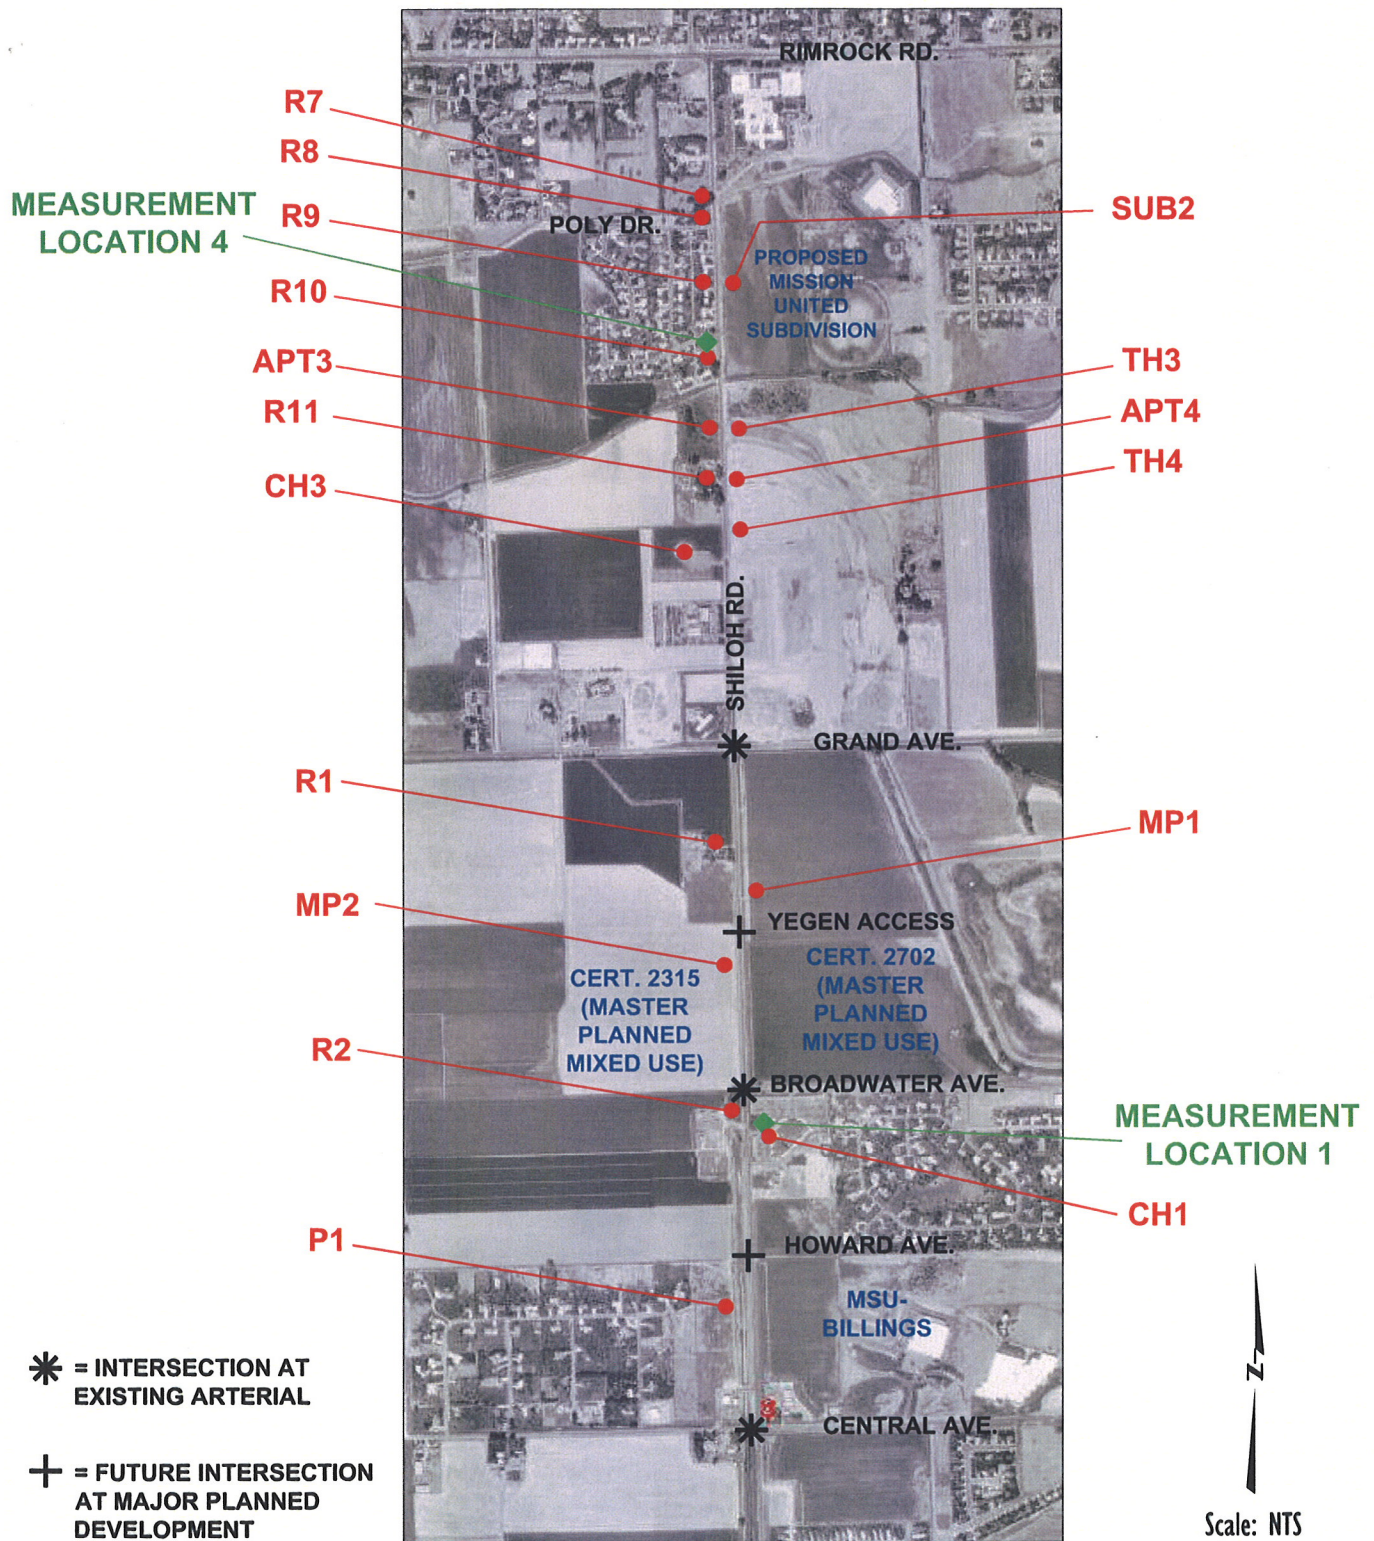 RIMROCK RD.
R7
R8
MEASUREMENT
LOCATION 4
R9
POLY DR.
SUB2
PROPOSED
MISSION
UNITED
SUBDIVISION
R10
APT3
TH3
R11
APT4
CH3
TH4
SHILOH RD.
GRAND AVE.
R1
MP1
MP2
YEGEN ACCESS
CERT. 2315
(MASTER
PLANNED
MIXED USE)
CERT. 2702
(MASTER
PLANNED
MIXED USE)
R2
BROADWATER AVE.
MEASUREMENT
LOCATION 1
CH1
P1
HOWARD AVE.
MSU-
BILLINGS
CENTRAL AVE.
= INTERSECTION AT
EXISTING ARTERIAL
= FUTURE INTERSECTION
AT MAJOR PLANNED
DEVELOPMENT
N
Scale: NTS